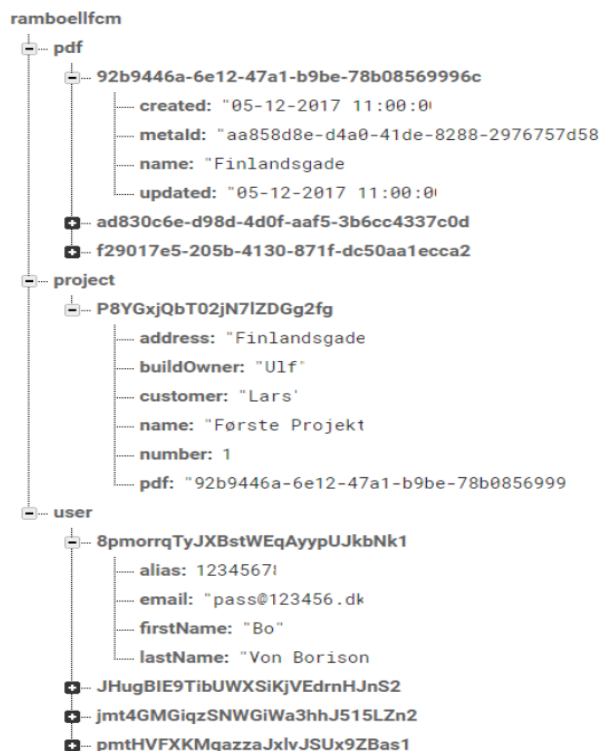 ramboellfcm
pdf
92b9446a-6e12-47a1-b9be-78b08569996c
created: "05-12-2017 11:00:0
metaId: "aa858d8e-d4a0-41de-8288-2976757d58
name: "Finlandsgade
updated: "05-12-2017 11:00:0
ad830c6e-d98d-4d0f-aaf5-3b6cc4337c0d
f29017e5-205b-4130-871f-dc50aa1ecca2
project
P8YGxjQbT02jN7lZDGg2fg
address: "Finlandsgade
buildOwner: "Ulf"
customer: "Lars'
name: "Første Projekt
number: 1
pdf: "92b9446a-6e12-47a1-b9be-78b0856999
user
8pmorrqTyJXBstWEqAyypUJkbNk1
alias: 1234567
email: "pass@123456.dk
firstName: "Bo"
lastName: "Von Borison
JHugBIE9TibUWXSiKjVEdrnHJnS2
jmt4GMGiqzSNWGiWa3hhJ515LZn2
pmtHVFXKMqazzaJxlvJSUx9ZBas1